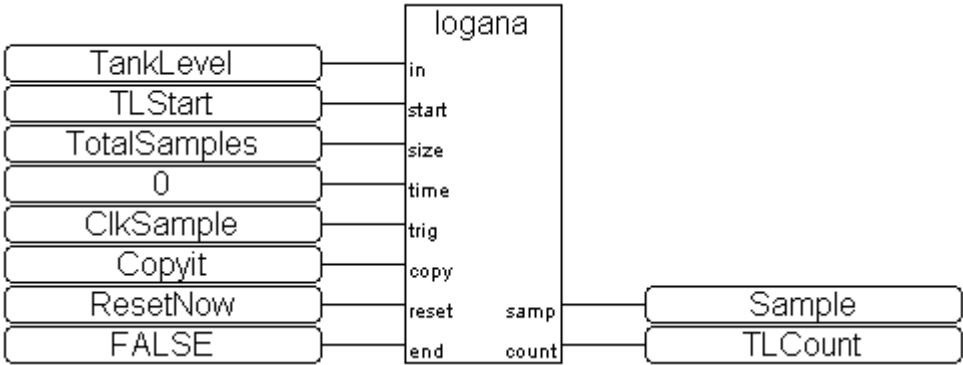 logana
TankLevel in
TLStart start
TotalSamples size
0 time
ClkSample trig
Copyit copy
ResetNow reset samp Sample
FALSE end count TLCount